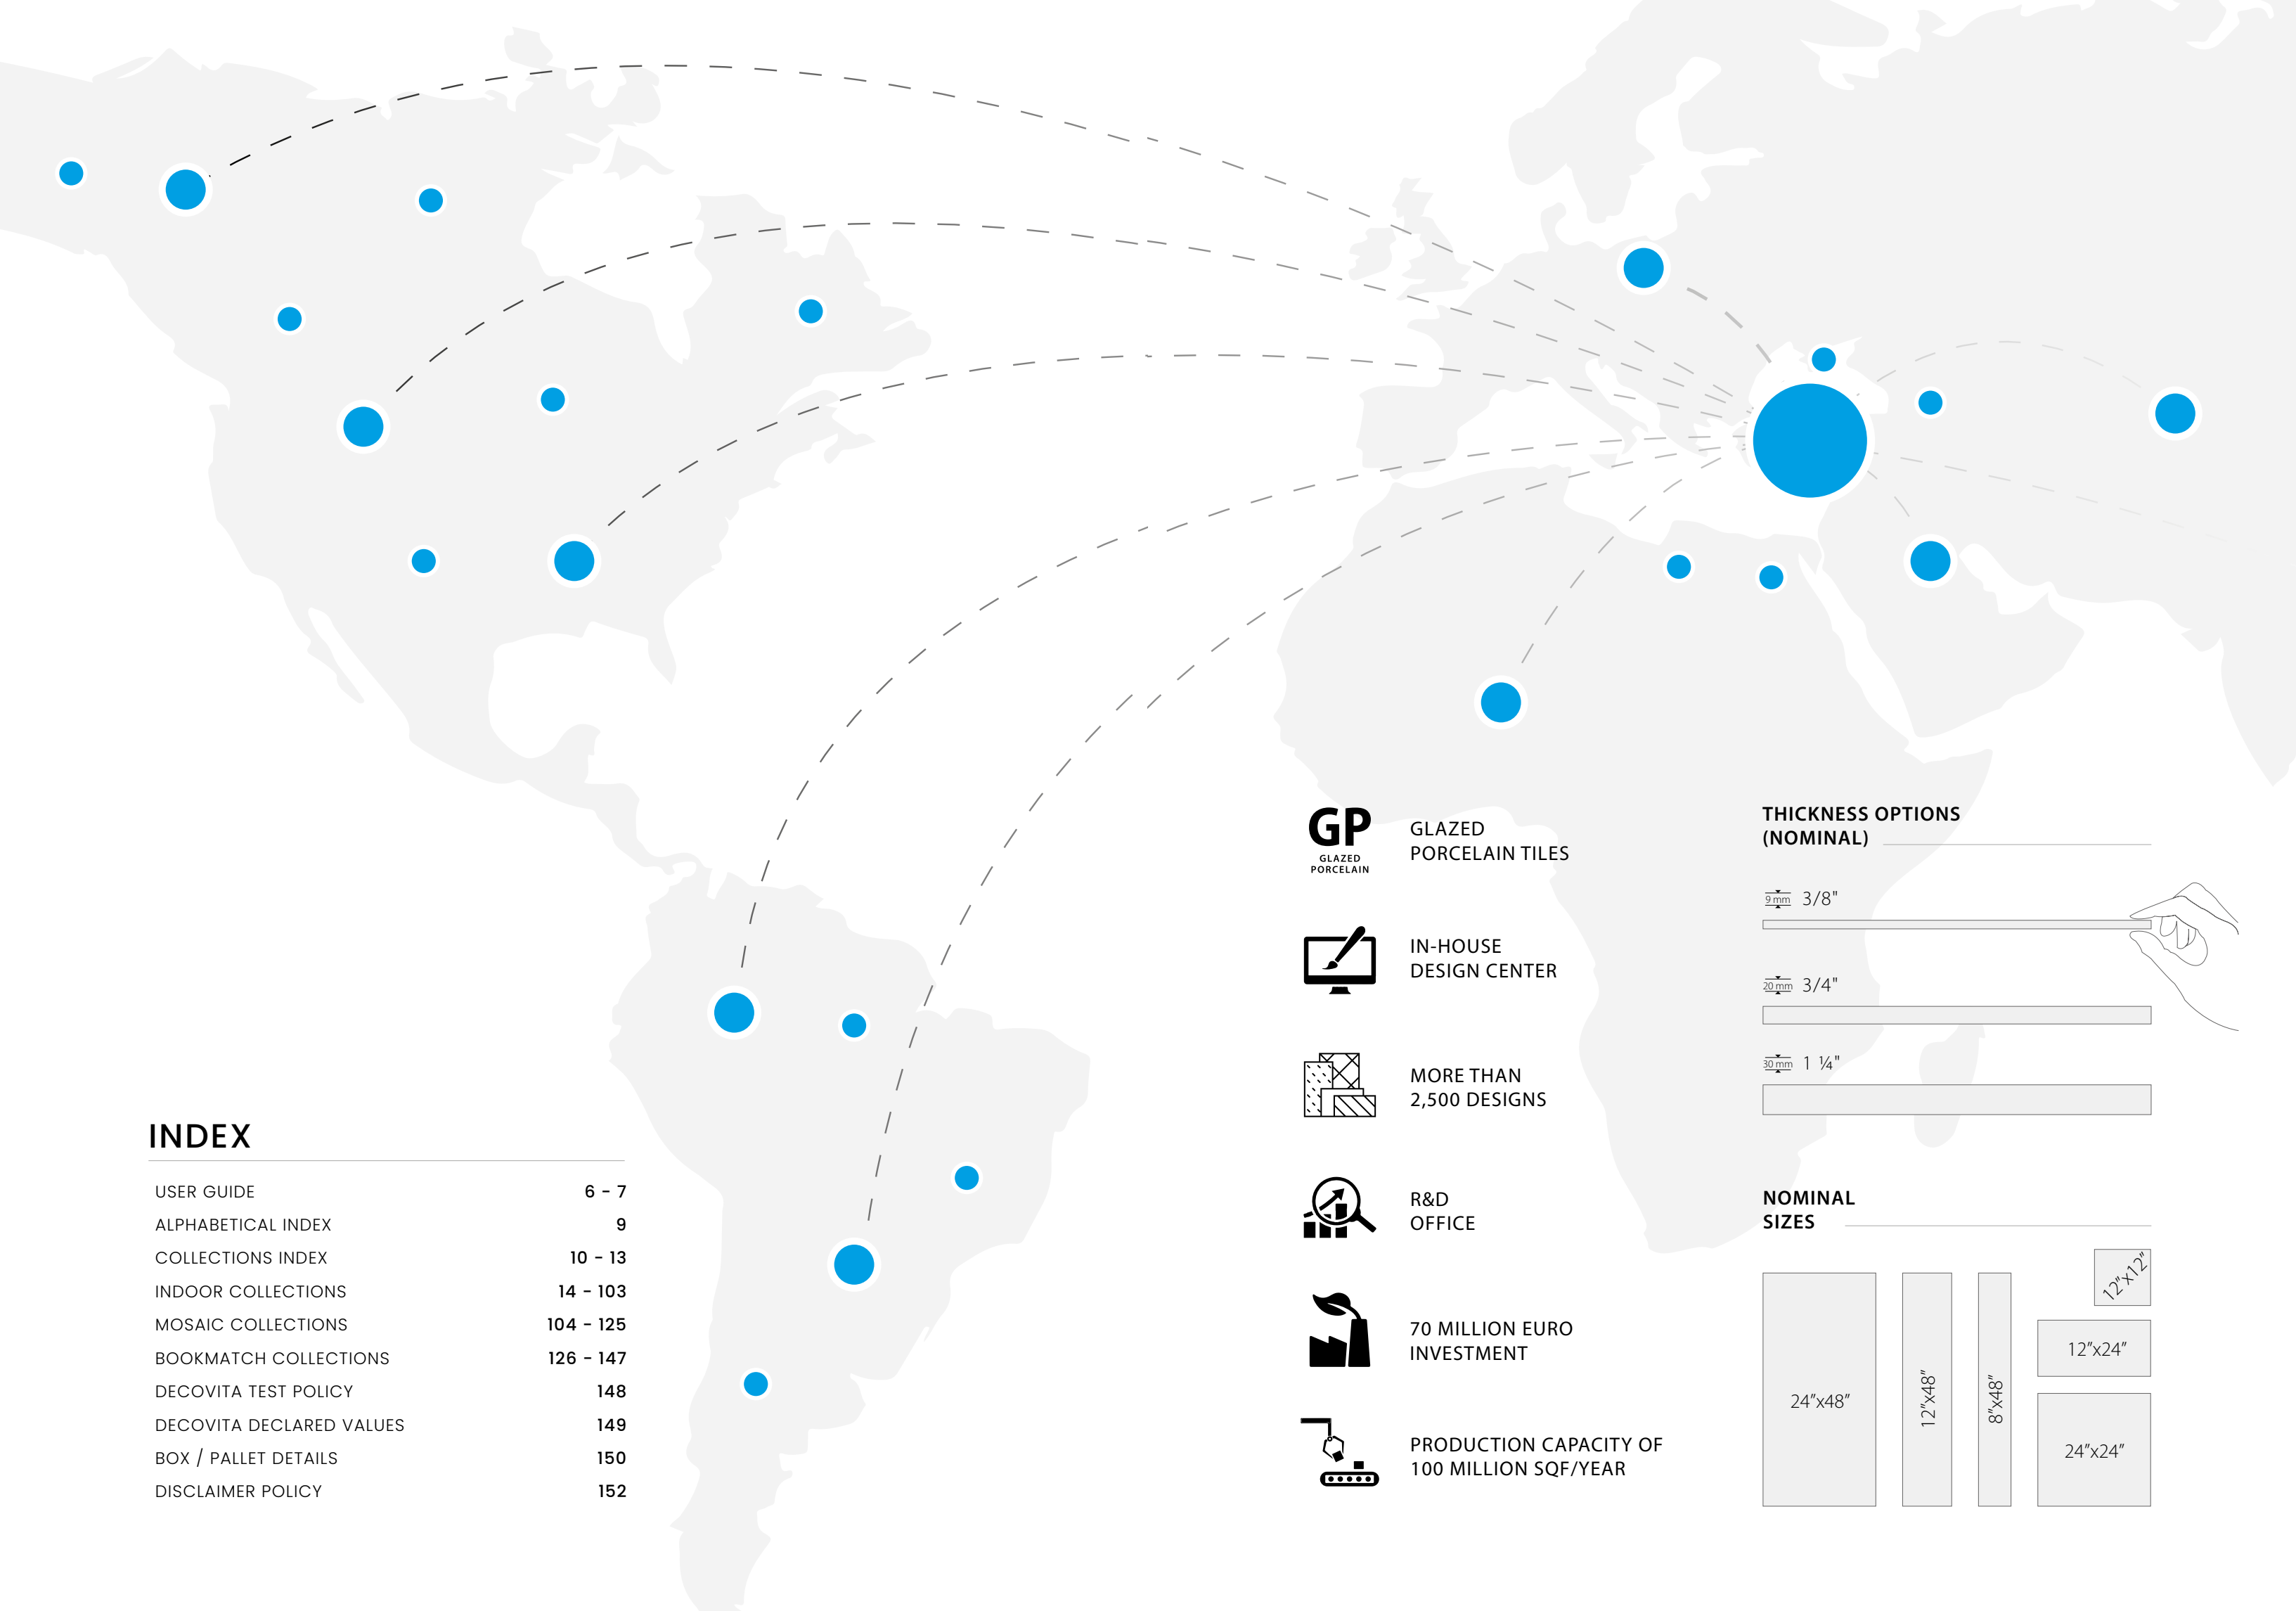 INDEX
USER GUIDE 6 - 7
ALPHABETICAL INDEX 9
COLLECTIONS INDEX 10 - 13
INDOOR COLLECTIONS 14 - 103
MOSAIC COLLECTIONS 104 - 125
BOOKMATCH COLLECTIONS 126 - 147
DECOVITA TEST POLICY 148
DECOVITA DECLARED VALUES 149
BOX / PALLET DETAILS 150
DISCLAIMER POLICY 152
GP
GLAZED
PORCELAIN
GLAZED
PORCELAIN TILES
IN-HOUSE
DESIGN CENTER
MORE THAN
2,500 DESIGNS
R&D
OFFICE
70 MILLION EURO
INVESTMENT
PRODUCTION CAPACITY OF
100 MILLION SQF/YEAR
THICKNESS OPTIONS
(NOMINAL)
9 mm 3/8"
20 mm 3/4"
30 mm 1 ¼"
NOMINAL
SIZES
24”x48”
12”x48”
8”x48”
12”x12”
12”x24”
24”x24”